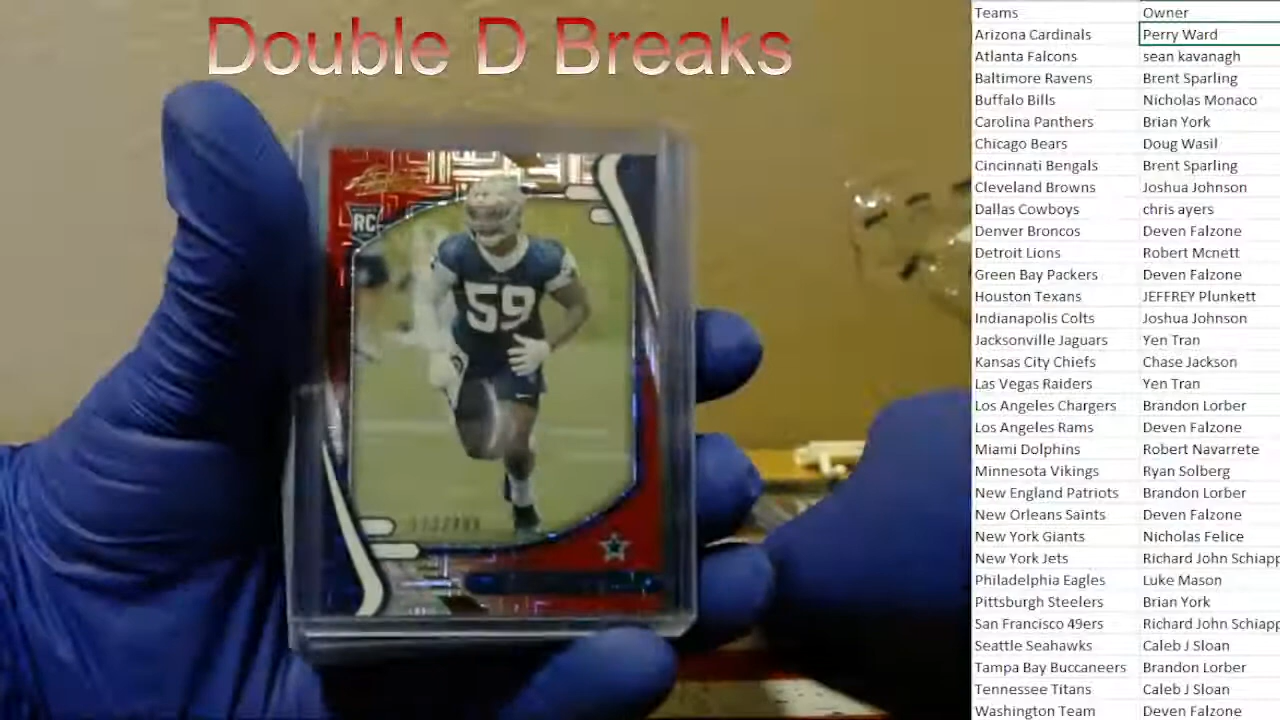 Double D Breaks
RC
59
Teams Owner
Arizona Cardinals Perry Ward
Atlanta Falcons sean kavanagh
Baltimore Ravens Brent Sparling
Buffalo Bills Nicholas Monaco
Carolina Panthers Brian York
Chicago Bears Doug Wasil
Cincinnati Bengals Brent Sparling
Cleveland Browns Joshua Johnson
Dallas Cowboys chris ayers
Denver Broncos Deven Falzone
Detroit Lions Robert Mcnett
Green Bay Packers Deven Falzone
Houston Texans JEFFREY Plunkett
Indianapolis Colts Joshua Johnson
Jacksonville Jaguars Yen Tran
Kansas City Chiefs Chase Jackson
Las Vegas Raiders Yen Tran
Los Angeles Chargers Brandon Lorber
Los Angeles Rams Deven Falzone
Miami Dolphins Robert Navarrete
Minnesota Vikings Ryan Solberg
New England Patriots Brandon Lorber
New Orleans Saints Deven Falzone
New York Giants Nicholas Felice
New York Jets Richard John Schiapp
Philadelphia Eagles Luke Mason
Pittsburgh Steelers Brian York
San Francisco 49ers Richard John Schiapp
Seattle Seahawks Caleb J Sloan
Tampa Bay Buccaneers Brandon Lorber
Tennessee Titans Caleb J Sloan
Washington Team Deven Falzone